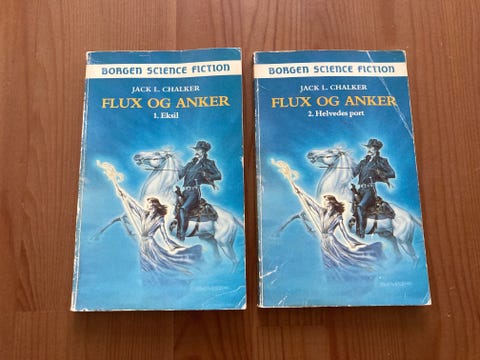 BORGEN SCIENCE FICTION
JACK L. CHALKER
FLUX OG ANKER
1. Eksil
BORGEN SCIENCE FICTION
JACK L. CHALKER
FLUX OG ANKER
2. Helvedes port